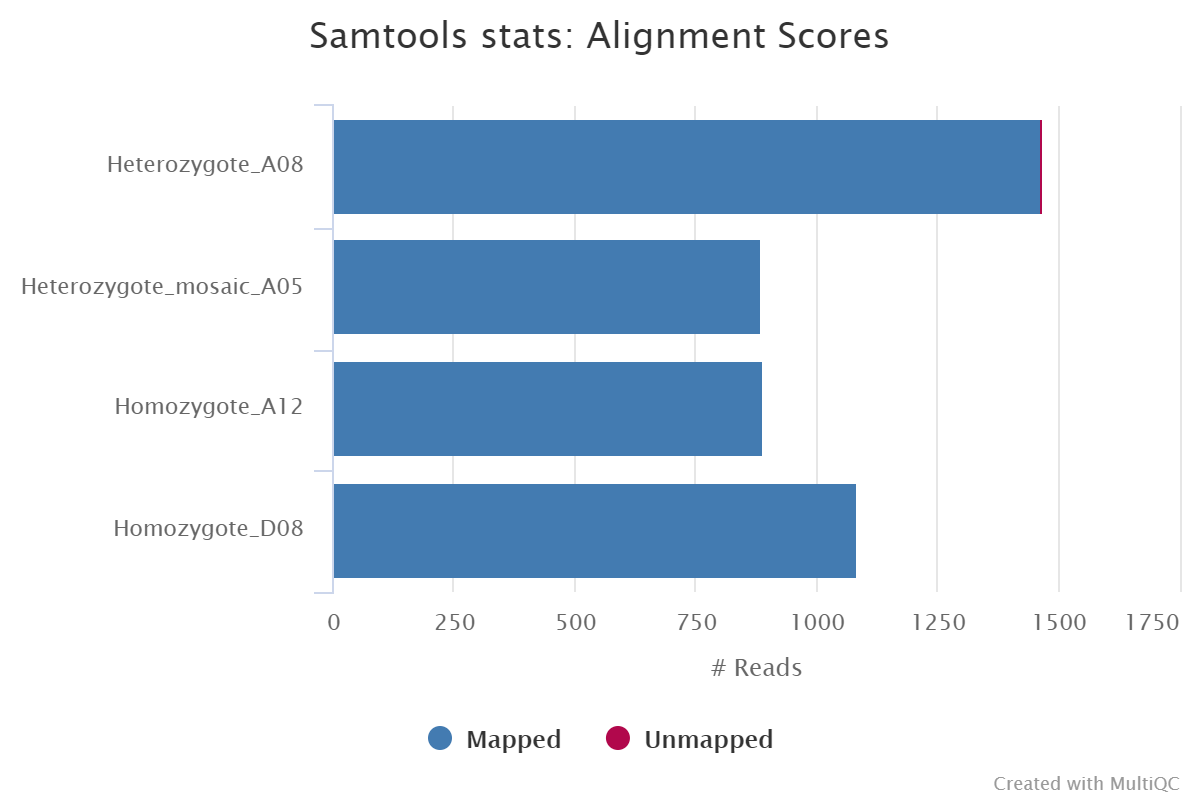 Samtools stats: Alignment Scores
Heterozygote_A08
Heterozygote_mosaic_A05
Homozygote_A12
Homozygote_D08
0 250 500 750 1000 1250 1500 1750
# Reads
Mapped Unmapped
Created with MultiQC